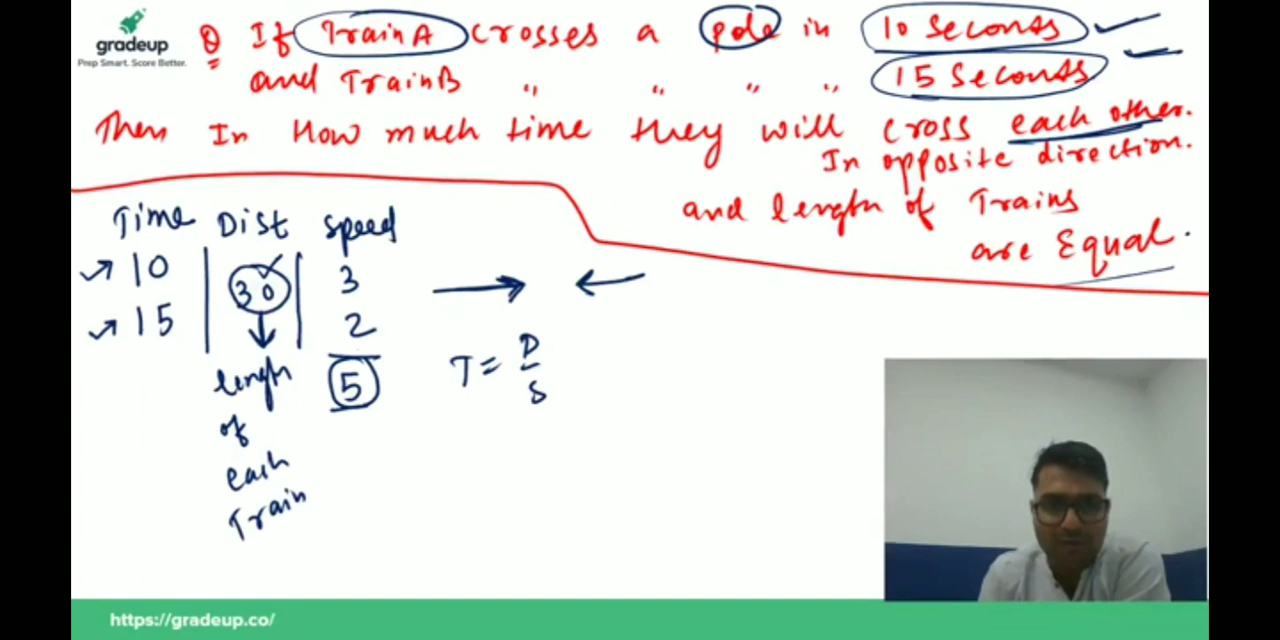 gradeup
Prep Smart. Score Better.
Q If Train A crosses a pole in 10 Seconds
and Train B " " " " 15 Seconds
Then In How much time they will cross each other.
In opposite direction.
and length of Trains
are Equal.
Time Dist Speed
10 30 3
15 2
5
T = D
S
length
of
each
Train
https://gradeup.co/